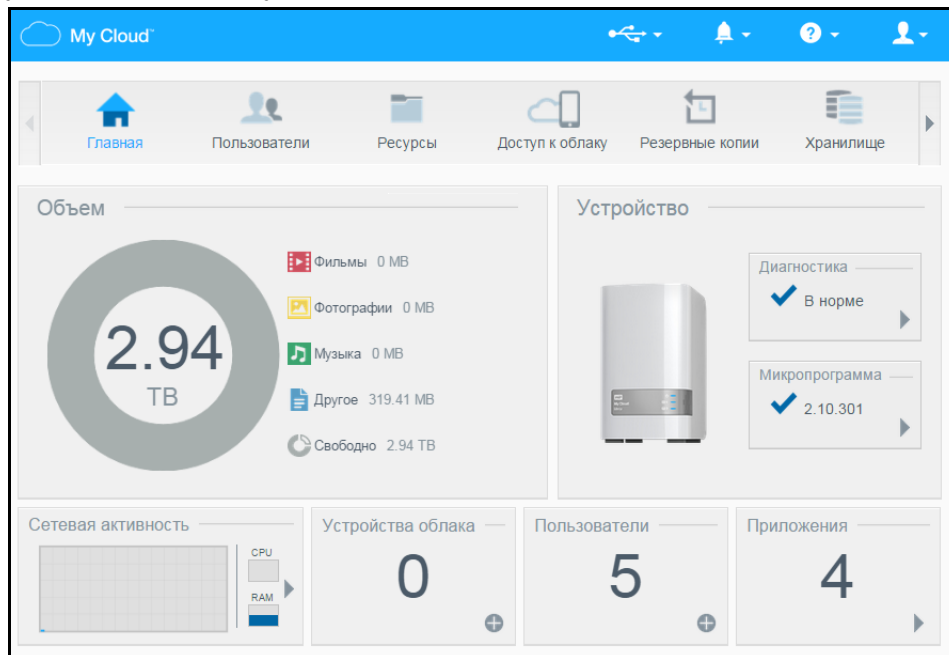 My Cloud™
Главная
Пользователи
Ресурсы
Доступ к облаку
Резервные копии
Хранилище
Объем
2.94
TB
Фильмы 0 MB
Фотографии 0 MB
Музыка 0 MB
Другое 319.41 MB
Свободно 2.94 TB
Устройство
Диагностика
В норме
Микропрограмма
2.10.301
Сетевая активность
CPU
RAM
Устройства облака
0
Пользователи
5
Приложения
4